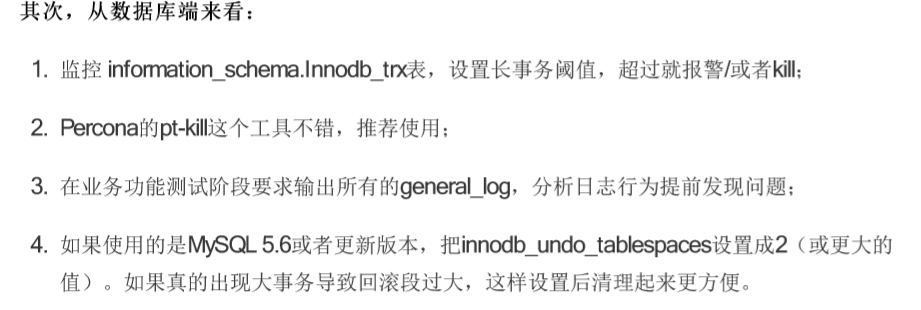 其次，从数据库端来看：
1. 监控 information_schema.Innodb_trx表，设置长事务阈值，超过就报警/或者kill；
2. Percona的pt-kill这个工具不错，推荐使用；
3. 在业务功能测试阶段要求输出所有的general_log，分析日志行为提前发现问题；
4. 如果使用的是MySQL 5.6或者更新版本，把innodb_undo_tablespaces设置成2（或更大的
值）。如果真的出现大事务导致回滚段过大，这样设置后清理起来更方便。